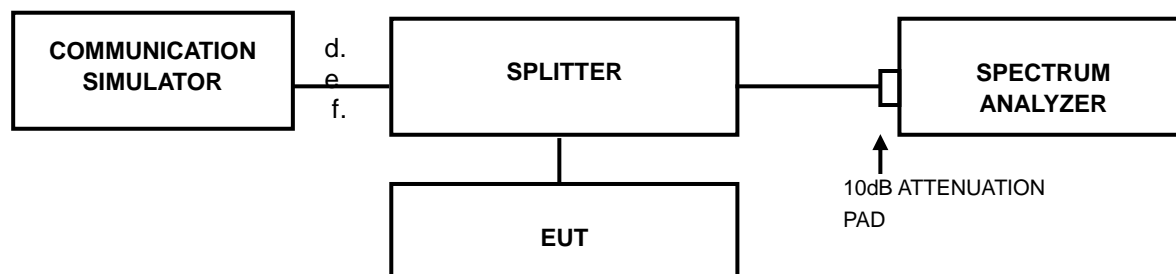 COMMUNICATION
SIMULATOR
d.
e
f.
SPLITTER
SPECTRUM
ANALYZER
10dB ATTENUATION
PAD
EUT